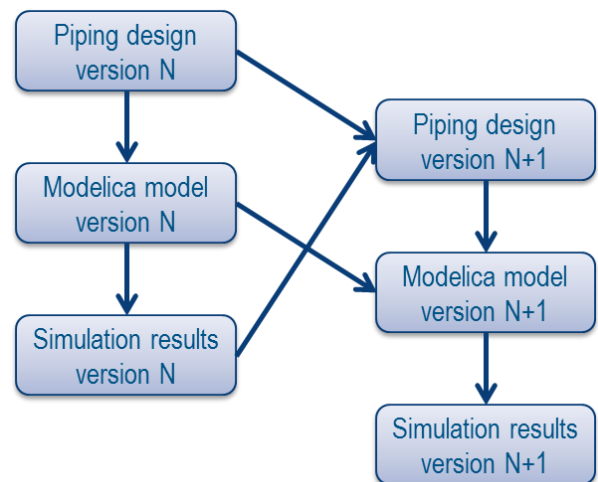 Piping design
version N
Modelica model
version N
Simulation results
version N
Piping design
version N+1
Modelica model
version N+1
Simulation results
version N+1